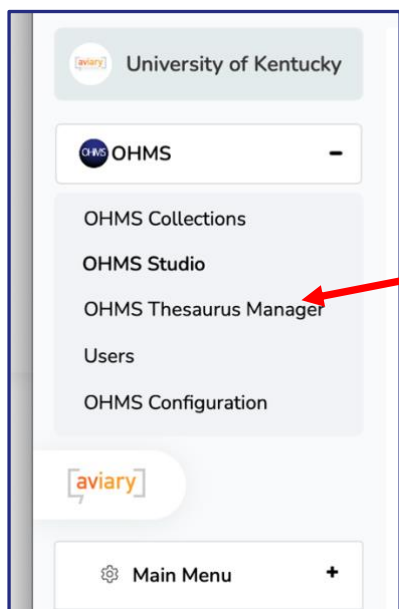 aviary University of Kentucky
OHMS OHMS −
OHMS Collections
OHMS Studio
OHMS Thesaurus Manager
Users
OHMS Configuration
aviary
Main Menu +